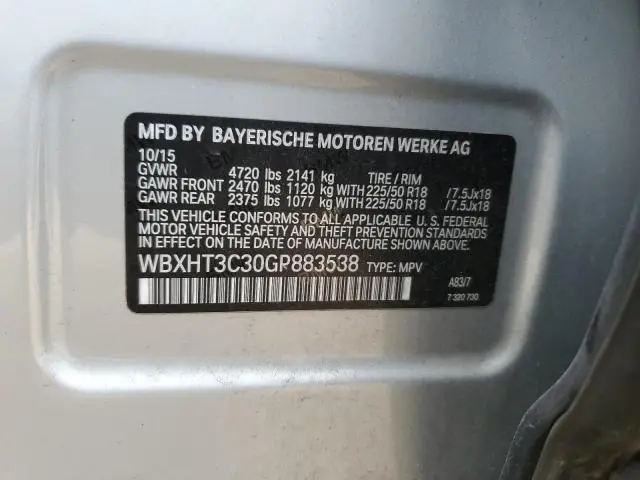 MFD BY BAYERISCHE MOTOREN WERKE AG
10/15
GVWR 4720 lbs 2141 kg TIRE / RIM
GAWR FRONT 2470 lbs 1120 kg WITH 225/50 R18 /7.5Jx18
GAWR REAR 2375 lbs 1077 kg WITH 225/50 R18 /7.5Jx18
THIS VEHICLE CONFORMS TO ALL APPLICABLE U. S. FEDERAL
MOTOR VEHICLE SAFETY AND THEFT PREVENTION STANDARDS
IN EFFECT ON THE DATE OF MANUFACTURE SHOWN ABOVE.
WBXHT3C30GP883538 TYPE: MPV
A93/7
7 320 730